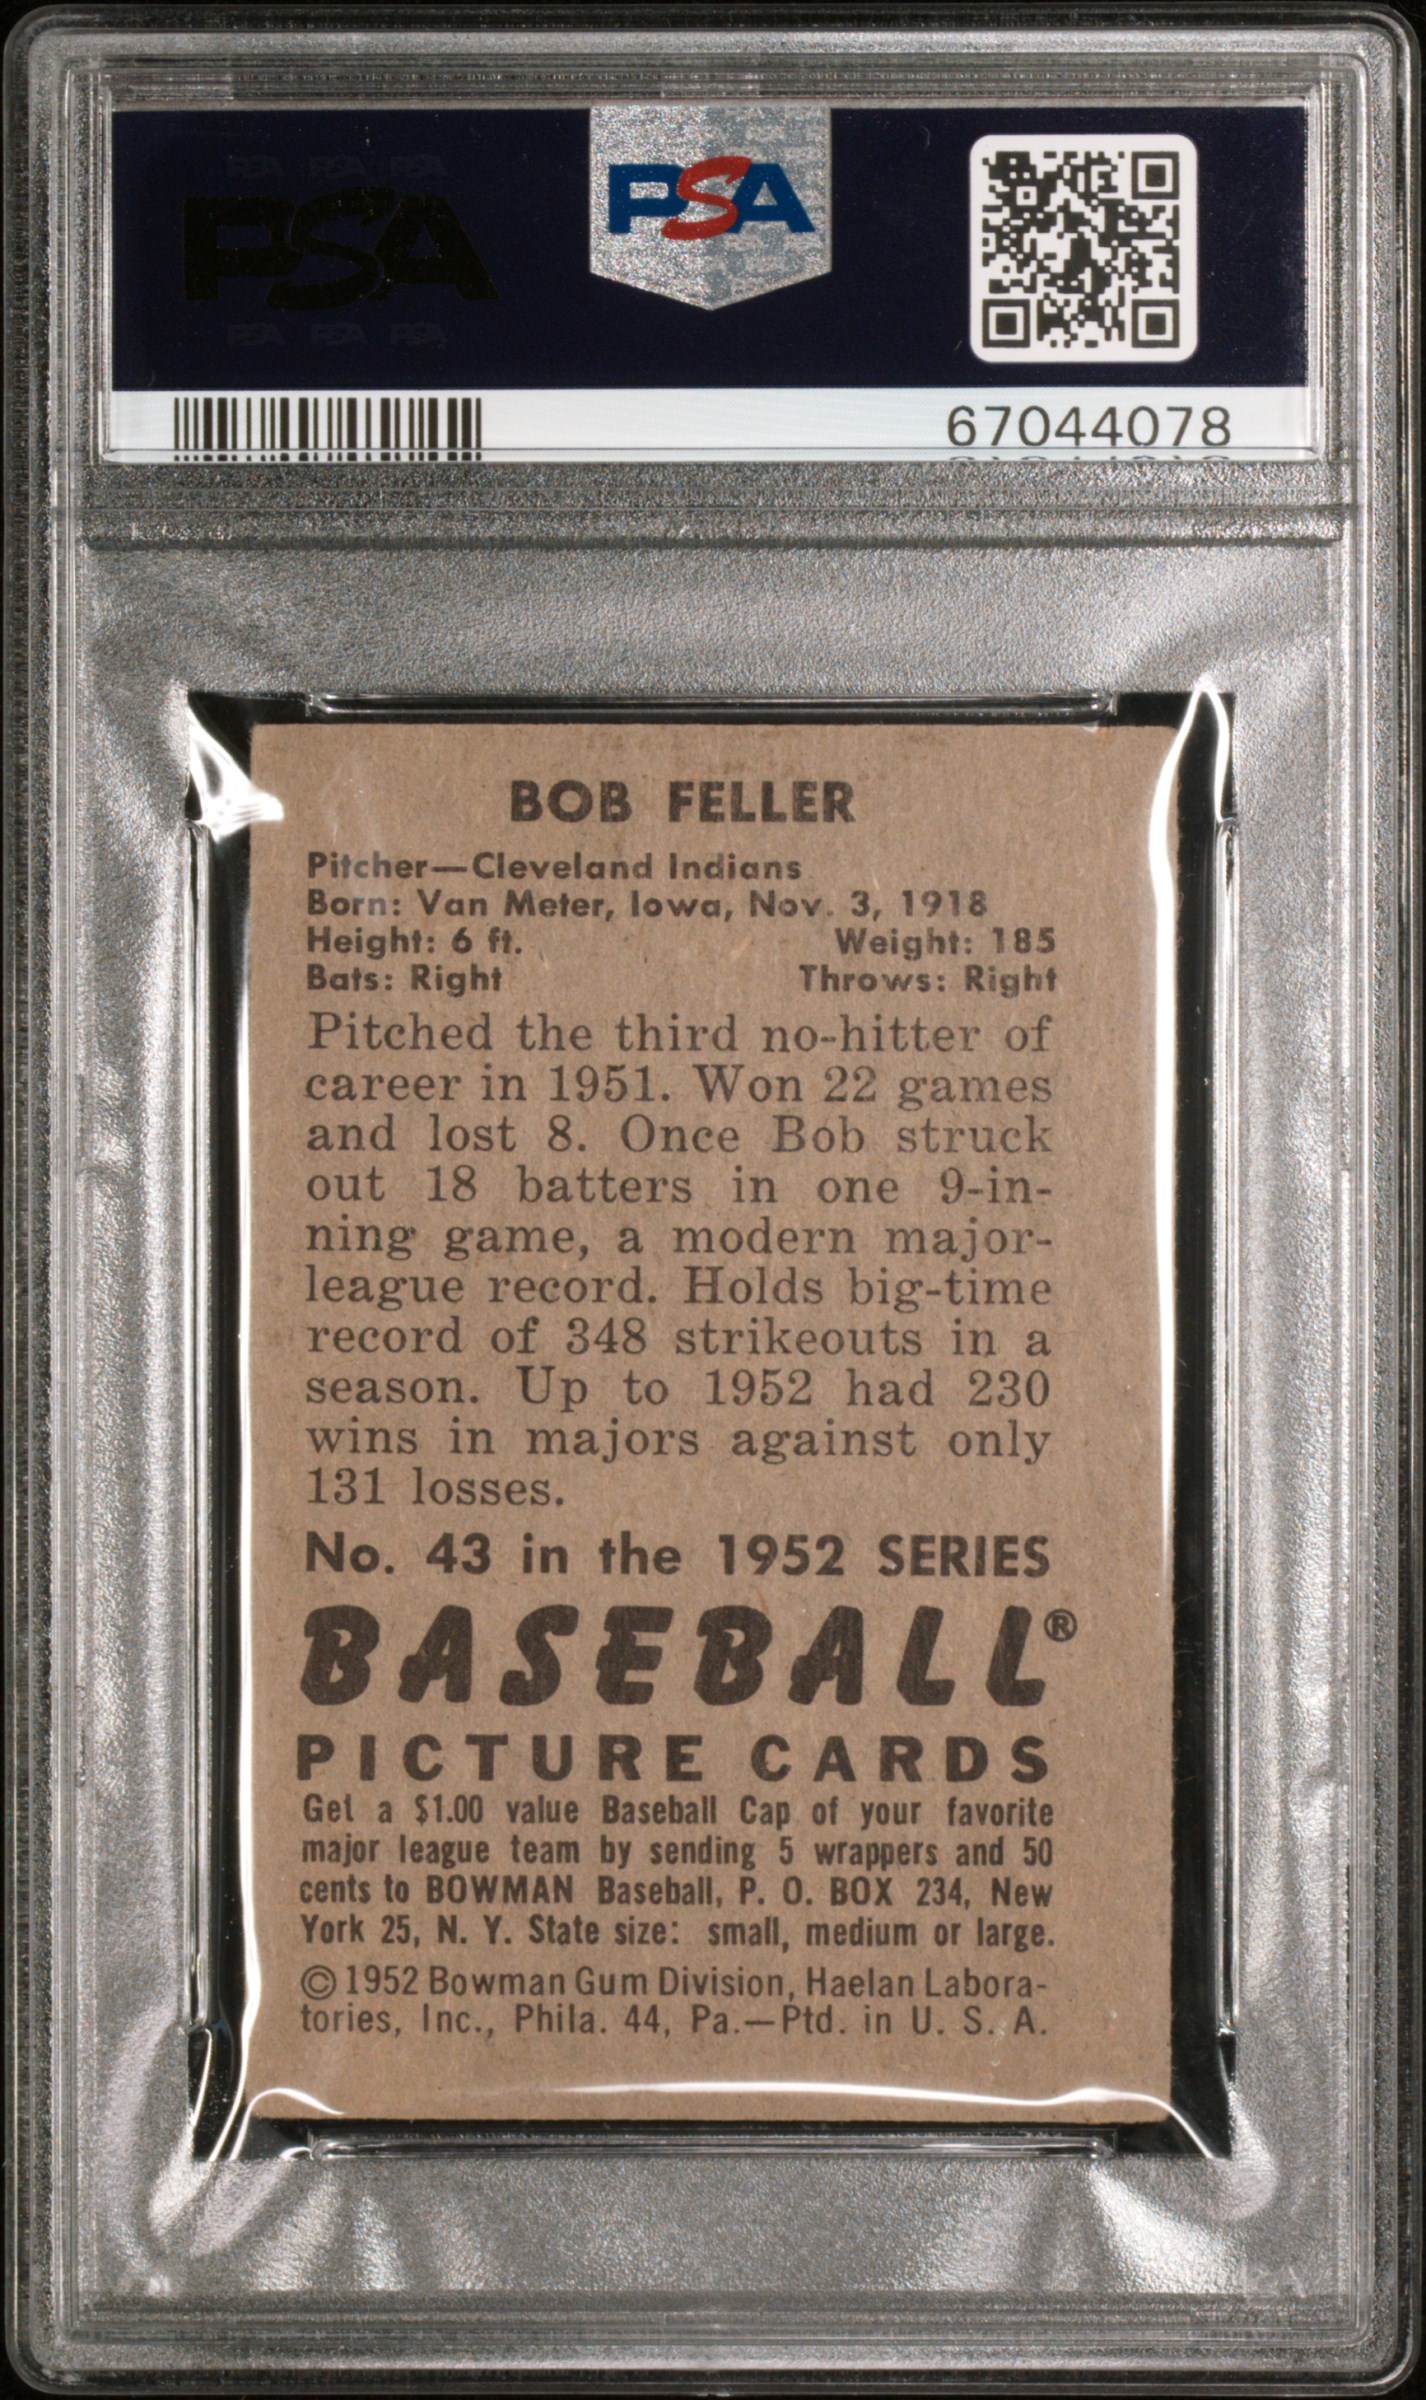 PSA PSA PSA
PSA
PSA PSA PSA
PSA
67044078
BOB FELLER
Pitcher—Cleveland Indians
Born: Van Meter, Iowa, Nov. 3, 1918
Height: 6 ft. Weight: 185
Bats: Right Throws: Right
Pitched the third no-hitter of
career in 1951. Won 22 games
and lost 8. Once Bob struck
out 18 batters in one 9-in-
ning game, a modern major-
league record. Holds big-time
record of 348 strikeouts in a
season. Up to 1952 had 230
wins in majors against only
131 losses.
No. 43 in the 1952 SERIES
BASEBALL®
PICTURE CARDS
Get a $1.00 value Baseball Cap of your favorite
major league team by sending 5 wrappers and 50
cents to BOWMAN Baseball, P. O. BOX 234, New
York 25, N. Y. State size: small, medium or large.
© 1952 Bowman Gum Division, Haelan Labora-
tories, Inc., Phila. 44, Pa.—Ptd. in U. S. A.